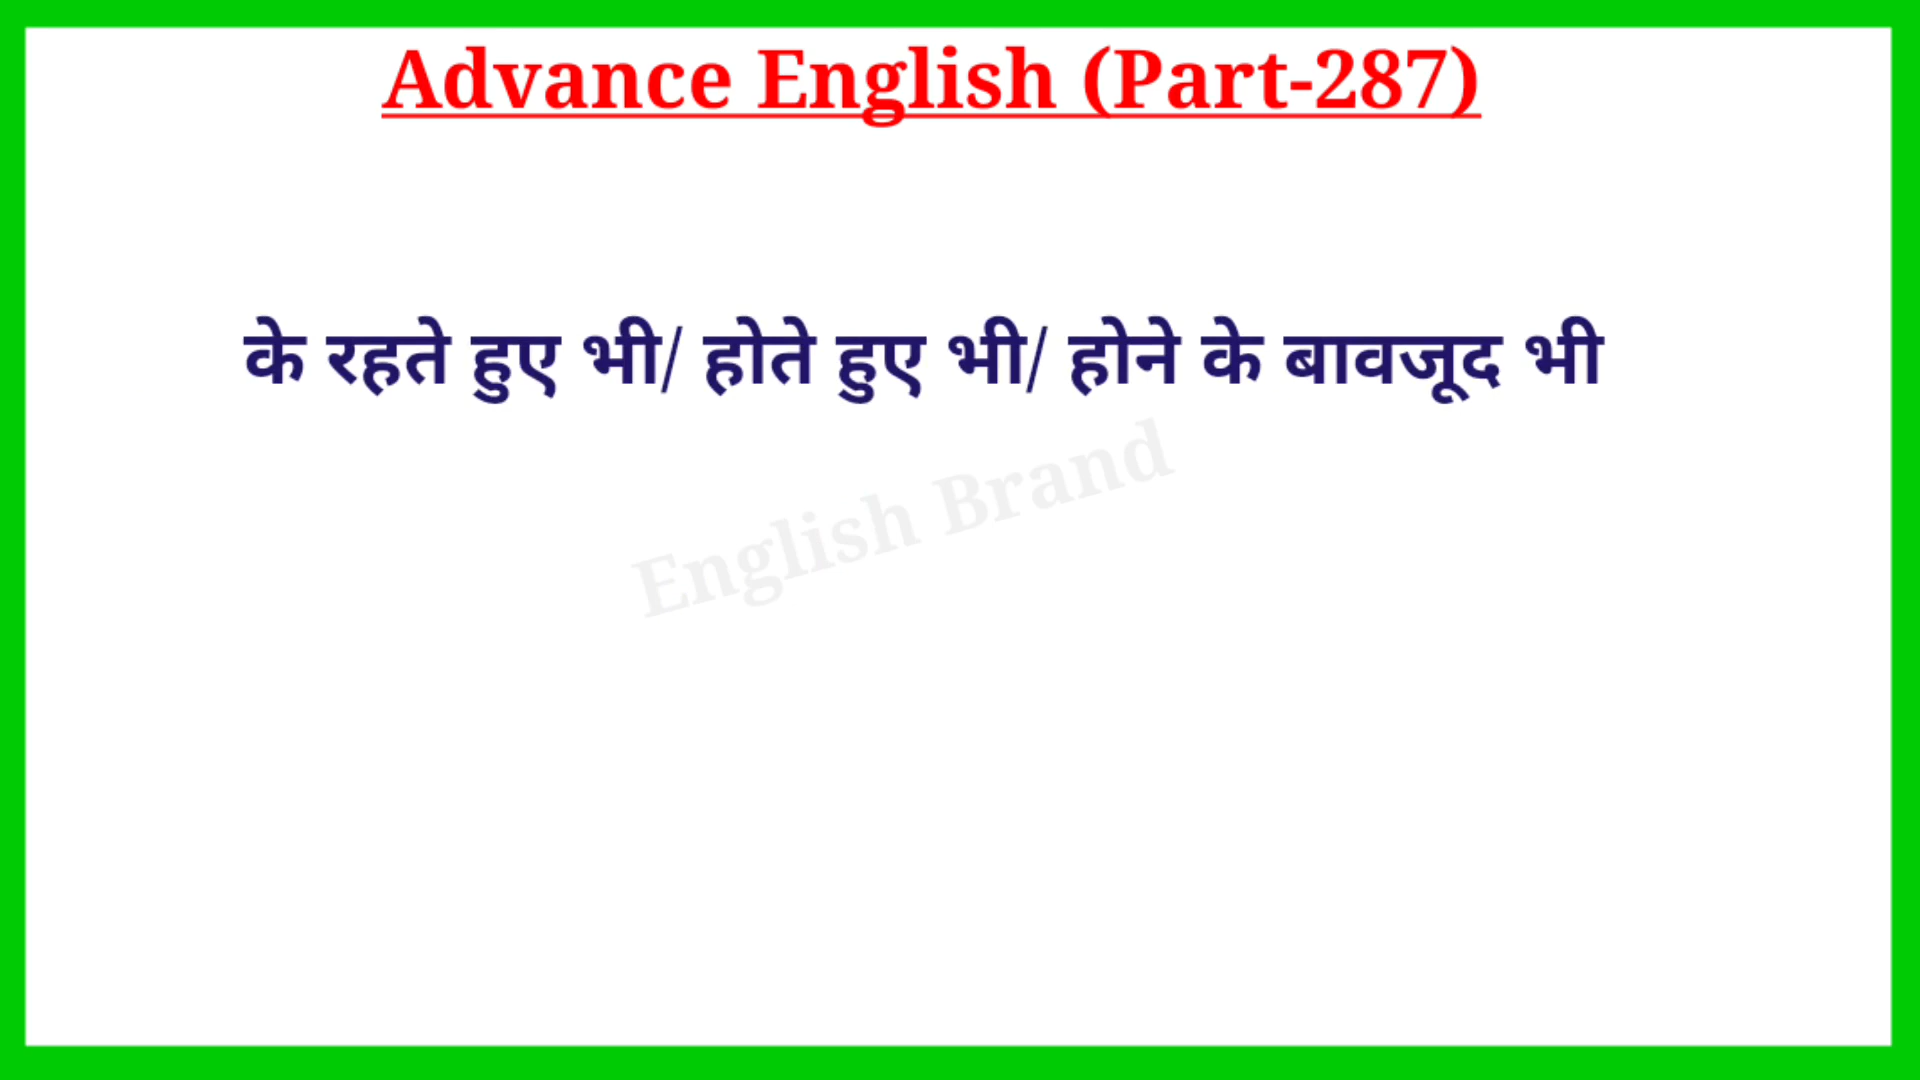 Advance English (Part-287)
के रहते हुए भी/ होते हुए भी/ होने के बावजूद भी
English Brand